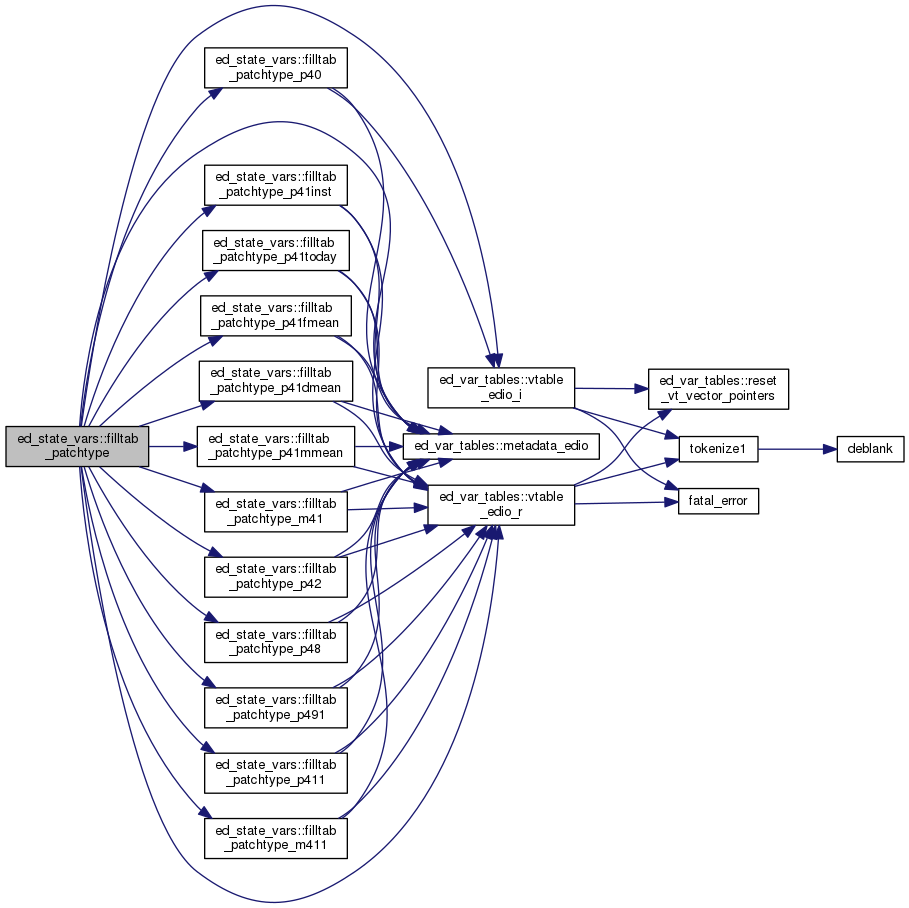 ed_state_vars::filltab
_patchtype
ed_state_vars::filltab
_patchtype_p40
ed_state_vars::filltab
_patchtype_p41inst
ed_state_vars::filltab
_patchtype_p41today
ed_state_vars::filltab
_patchtype_p41fmean
ed_state_vars::filltab
_patchtype_p41dmean
ed_state_vars::filltab
_patchtype_p41mmean
ed_state_vars::filltab
_patchtype_m41
ed_state_vars::filltab
_patchtype_p42
ed_state_vars::filltab
_patchtype_p48
ed_state_vars::filltab
_patchtype_p491
ed_state_vars::filltab
_patchtype_p411
ed_state_vars::filltab
_patchtype_m411
ed_var_tables::vtable
_edio_i
ed_var_tables::metadata_edio
ed_var_tables::vtable
_edio_r
ed_var_tables::reset
_vt_vector_pointers
tokenize1
fatal_error
deblank